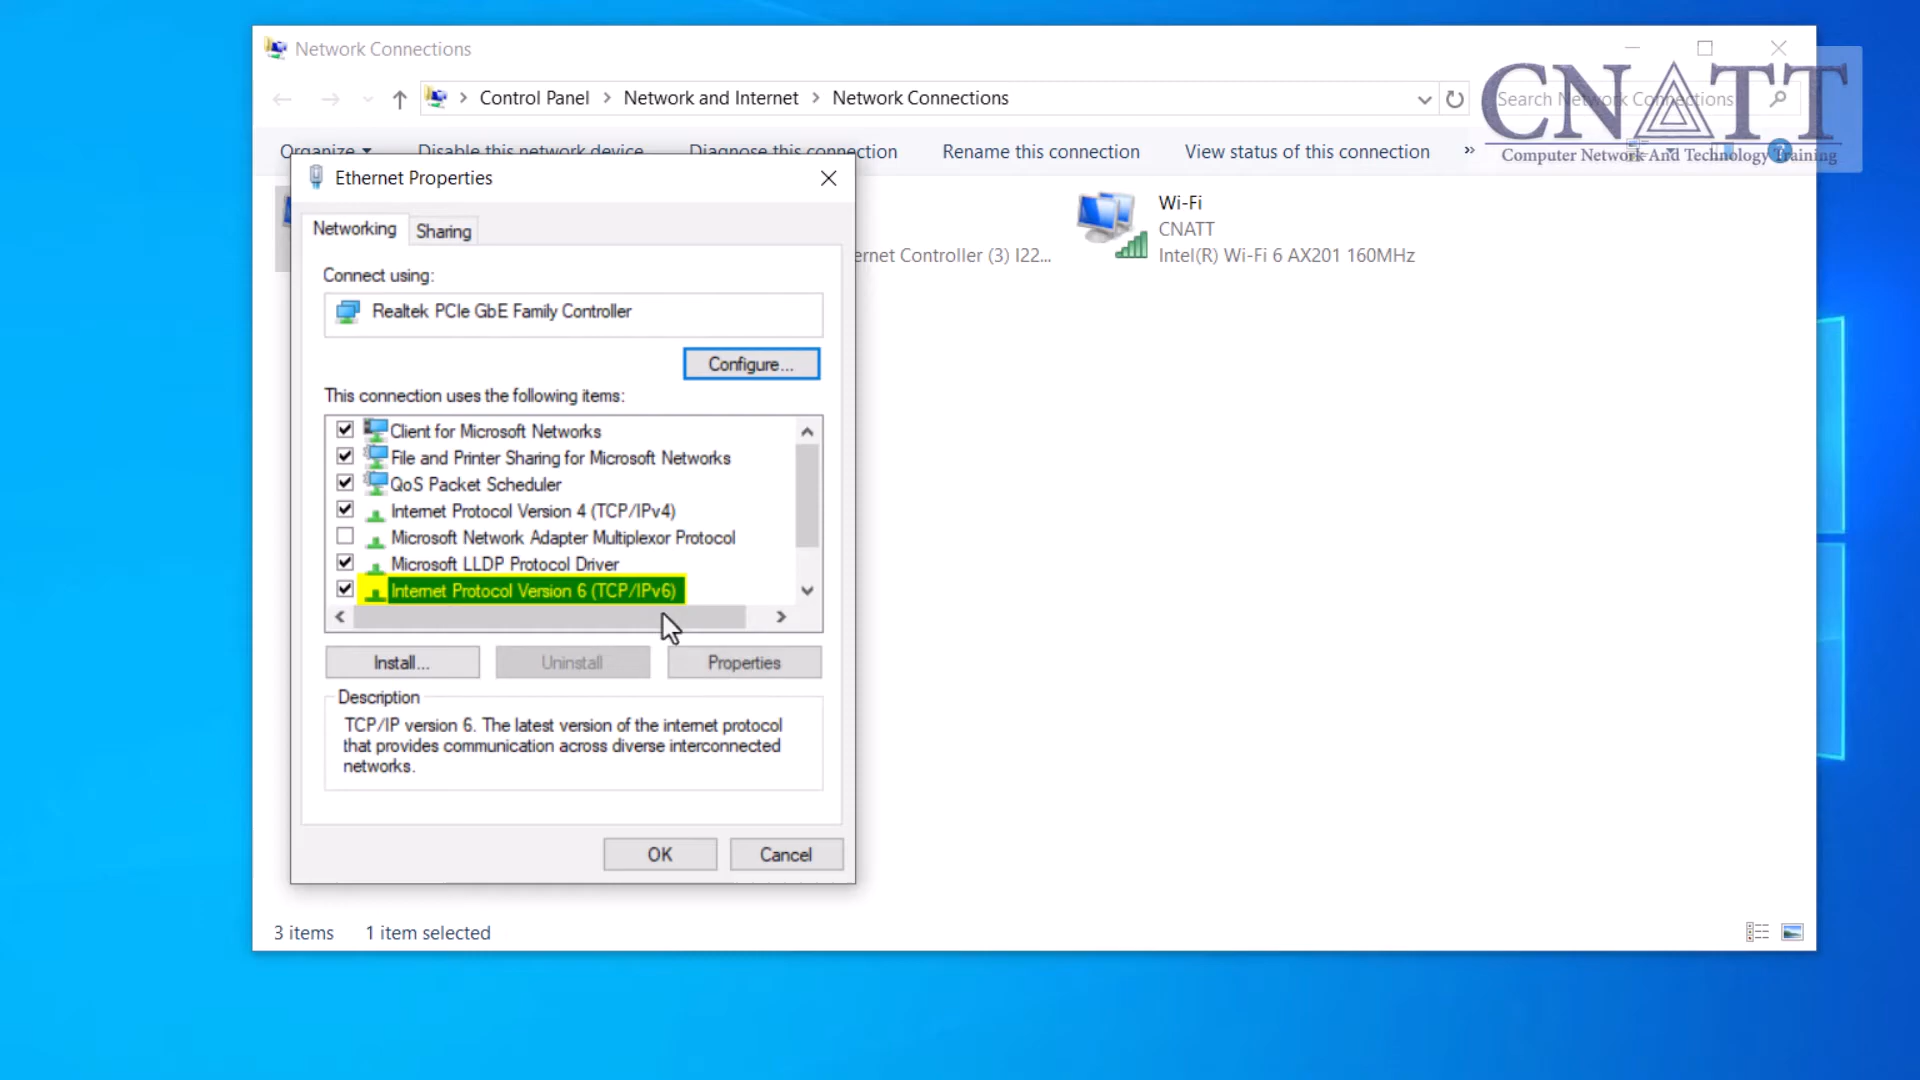 Network Connections
Control Panel > Network and Internet > Network Connections
Search Network Connections
CNATT
Computer Network And Technology Training
Organize
Disable this network device
Diagnose this connection
Rename this connection
View status of this connection
»
Ethernet Properties
Networking
Sharing
Connect using:
Realtek PCIe GbE Family Controller
Configure...
This connection uses the following items:
Client for Microsoft Networks
File and Printer Sharing for Microsoft Networks
QoS Packet Scheduler
Internet Protocol Version 4 (TCP/IPv4)
Microsoft Network Adapter Multiplexor Protocol
Microsoft LLDP Protocol Driver
Internet Protocol Version 6 (TCP/IPv6)
Install...
Uninstall
Properties
Description
TCP/IP version 6. The latest version of the internet protocol
that provides communication across diverse interconnected
networks.
OK
Cancel
ernet Controller (3) I22...
Wi-Fi
CNATT
Intel(R) Wi-Fi 6 AX201 160MHz
3 items
1 item selected